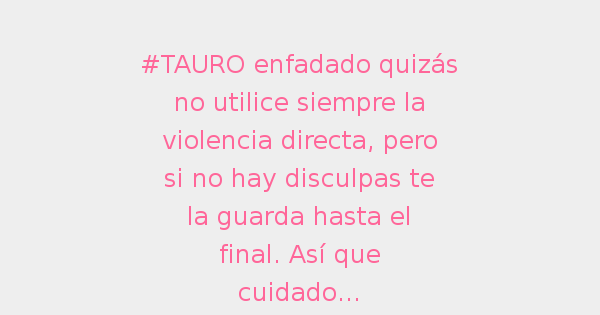 #TAURO enfadado quizás
no utilice siempre la
violencia directa, pero
si no hay disculpas te
la guarda hasta el
final. Así que
cuidado...